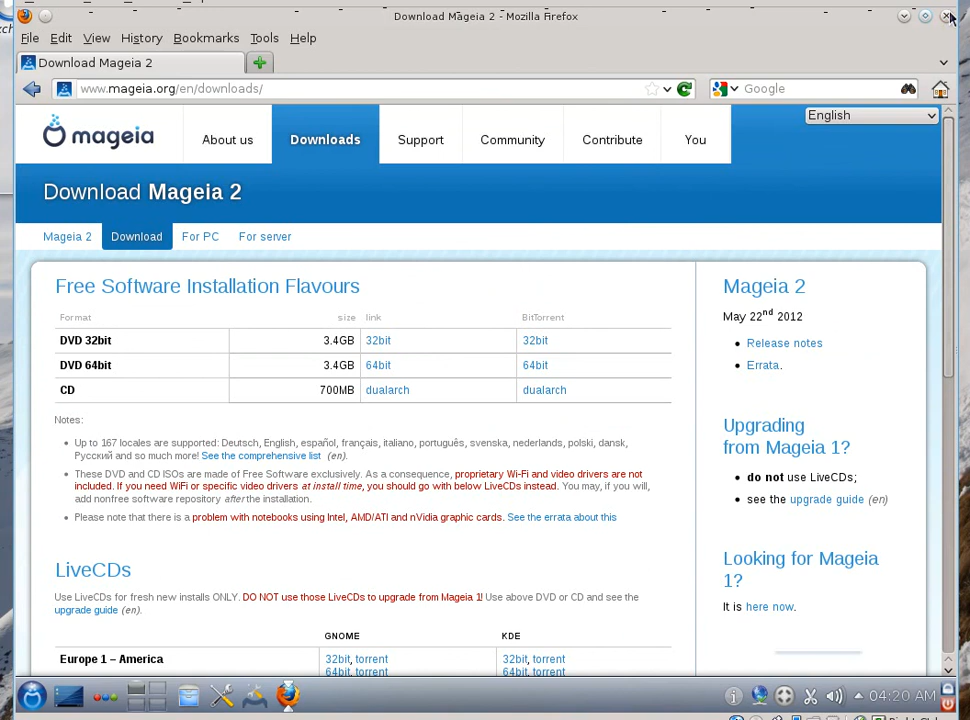 Download Mageia 2 - Mozilla Firefox
File Edit View History Bookmarks Tools Help
Download Mageia 2
www.mageia.org/en/downloads/ Google
English
mageia About us Downloads Support Community Contribute You
Download Mageia 2
Mageia 2 Download For PC For server
Free Software Installation Flavours
Format size link BitTorrent
DVD 32bit 3.4GB 32bit 32bit
DVD 64bit 3.4GB 64bit 64bit
CD 700MB dualarch dualarch
Notes:
Up to 167 locales are supported: Deutsch, English, español, français, italiano, português, svenska, nederlands, polski, dansk,
Русский and so much more! See the comprehensive list (en).
These DVD and CD ISOs are made of Free Software exclusively. As a consequence, proprietary Wi-Fi and video drivers are not
included. If you need WiFi or specific video drivers at install time, you should go with below LiveCDs instead. You may, if you will,
add nonfree software repository after the installation.
Please note that there is a problem with notebooks using Intel, AMD/ATI and nVidia graphic cards. See the errata about this
LiveCDs
Use LiveCDs for fresh new installs ONLY. DO NOT use those LiveCDs to upgrade from Mageia 1! Use above DVD or CD and see the
upgrade guide (en).
GNOME KDE
Europe 1 – America 32bit, torrent 32bit, torrent
64bit, torrent 64bit, torrent
Mageia 2
May 22nd 2012
Release notes
Errata.
Upgrading
from Mageia 1?
do not use LiveCDs;
see the upgrade guide (en)
Looking for Mageia
1?
It is here now.
04:20 AM